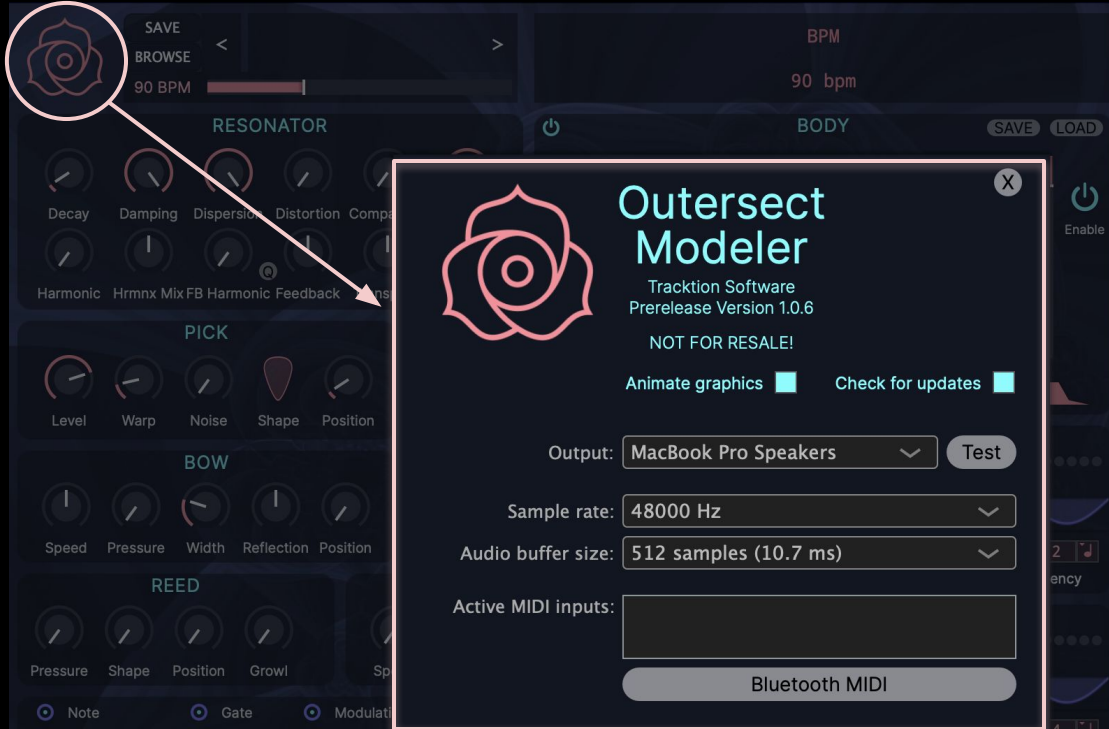 SAVE
BROWSE
<
>
90 BPM
BPM
90 bpm
RESONATOR
BODY
SAVE LOAD
Decay Damping Dispersion Distortion
Enable
Harmonic Hrmnx Mix FB Harmonic Q Feedback
PICK
Level Warp Noise Shape Position
BOW
Speed Pressure Width Reflection Position
REED
Pressure Shape Position Growl
Note Gate
X
Outersect
Modeler
Tracktion Software
Prerelease Version 1.0.6
NOT FOR RESALE!
Animate graphics Check for updates
Output: MacBook Pro Speakers Test
Sample rate: 48000 Hz
Audio buffer size: 512 samples (10.7 ms)
Active MIDI inputs:
Bluetooth MIDI
2